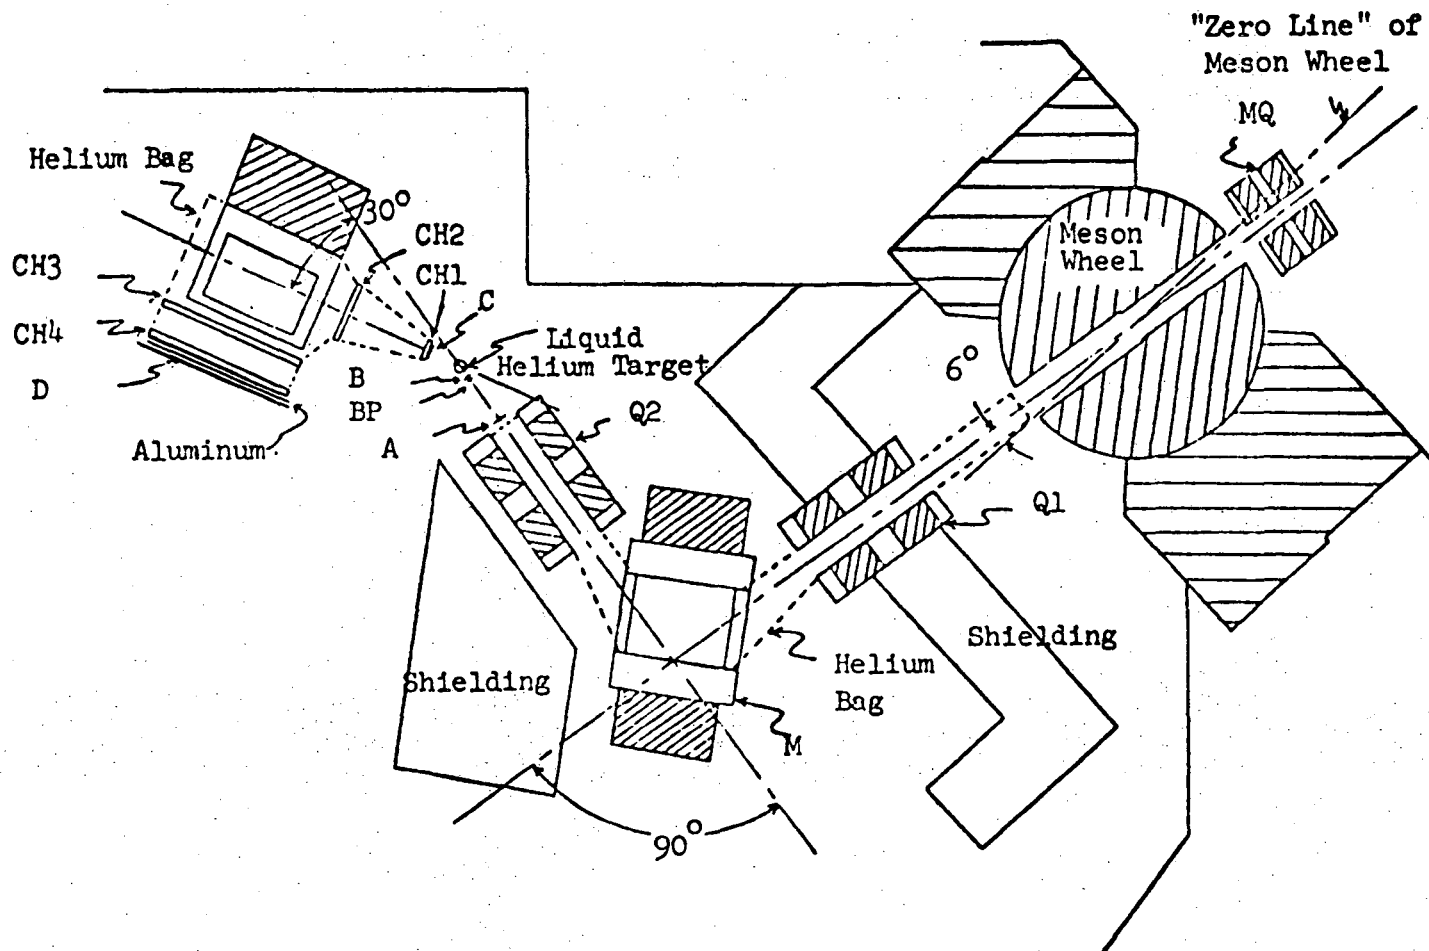 "Zero Line" of
Meson Wheel
MQ
Helium Bag
30°
CH2
CH1
C
Meson
Wheel
CH3
CH4
D
Liquid
Helium Target
B
BP
A
Q2
6°
Aluminum
Q1
Shielding
Shielding
Helium
Bag
M
90°